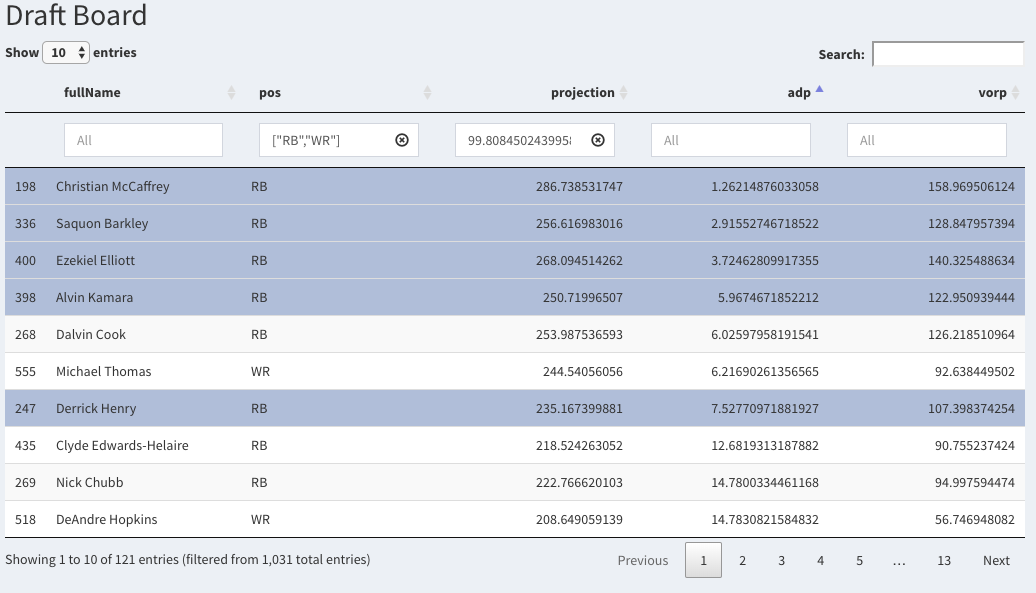 Draft Board
Show 10 entries
Search:
fullName pos projection adp vorp
All ["RB","WR"] 99.8084502439958 All All
198 Christian McCaffrey RB 286.738531747 1.26214876033058 158.969506124
336 Saquon Barkley RB 256.616983016 2.91552746718522 128.847957394
400 Ezekiel Elliott RB 268.094514262 3.72462809917355 140.325488634
398 Alvin Kamara RB 250.71996507 5.9674671852212 122.950939444
268 Dalvin Cook RB 253.987536593 6.02597958191541 126.218510964
555 Michael Thomas WR 244.54056056 6.21690261356565 92.638449502
247 Derrick Henry RB 235.167399881 7.52770971881927 107.398374254
435 Clyde Edwards-Helaire RB 218.524263052 12.6819313187882 90.755237424
269 Nick Chubb RB 222.766620103 14.7800334461168 94.997594474
518 DeAndre Hopkins WR 208.649059139 14.7830821584832 56.746948082
Showing 1 to 10 of 121 entries (filtered from 1,031 total entries)
Previous 1 2 3 4 5 … 13 Next